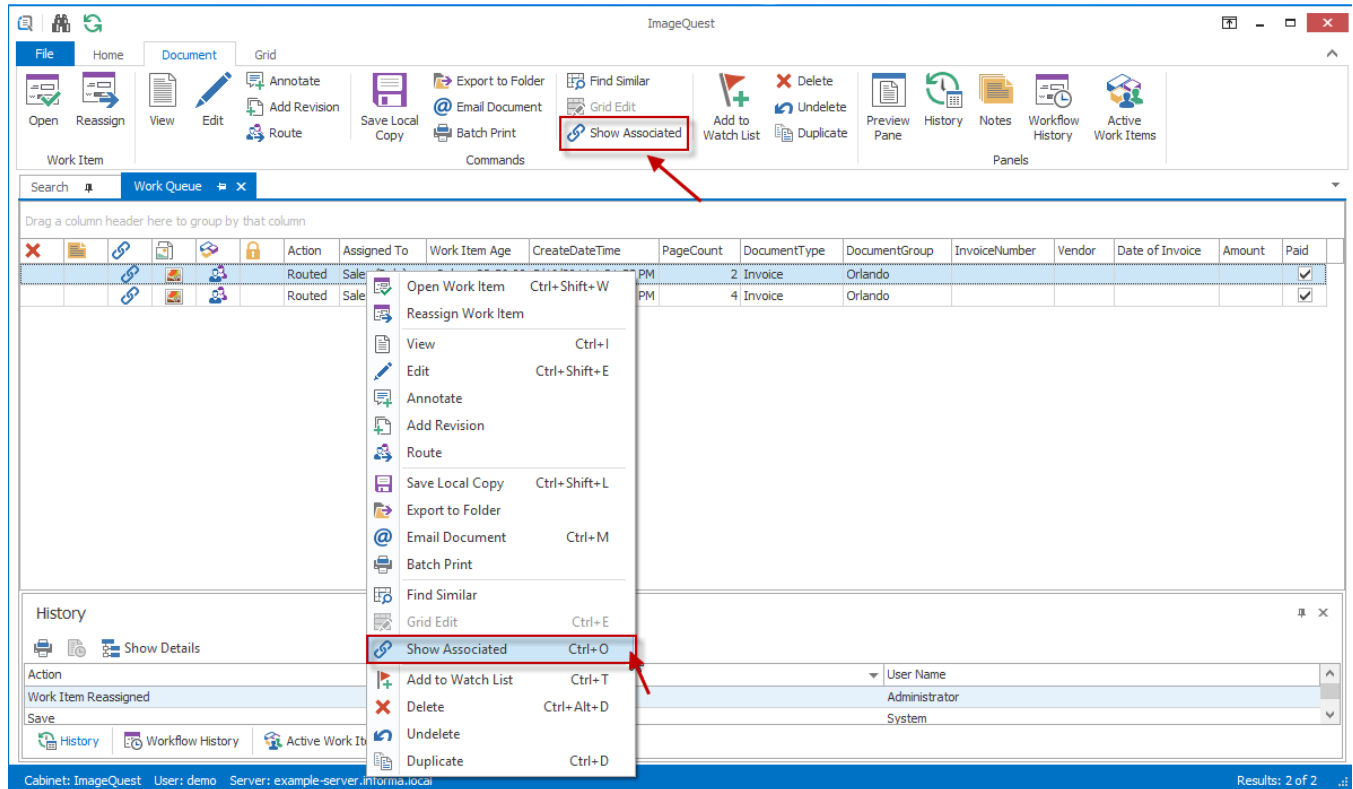 ImageQuest
File Home Document Grid
Open
Reassign
View
Edit
Annotate
Add Revision
Route
Save Local Copy
Export to Folder
Email Document
Batch Print
Find Similar
Grid Edit
Show Associated
Add to Watch List
Delete
Undelete
Duplicate
Preview Pane
History
Notes
Workflow History
Active Work Items
Work Item Commands Panels
Search Work Queue
Drag a column header here to group by that column
Action Assigned To Work Item Age CreateDateTime PageCount DocumentType DocumentGroup InvoiceNumber Vendor Date of Invoice Amount Paid
Routed PM 2 Invoice Orlando
Routed PM 4 Invoice Orlando
Open Work Item Ctrl+Shift+W
Reassign Work Item
View Ctrl+I
Edit Ctrl+Shift+E
Annotate
Add Revision
Route
Save Local Copy Ctrl+Shift+L
Export to Folder
Email Document Ctrl+M
Batch Print
Find Similar
Grid Edit Ctrl+E
Show Associated Ctrl+O
Add to Watch List Ctrl+T
Delete Ctrl+Alt+D
Undelete
Duplicate Ctrl+D
History
Show Details
Action User Name
Work Item Reassigned Administrator
Save System
History Workflow History Active Work
Cabinet: ImageQuest User: demo Server: example-server.informa.local Results: 2 of 2